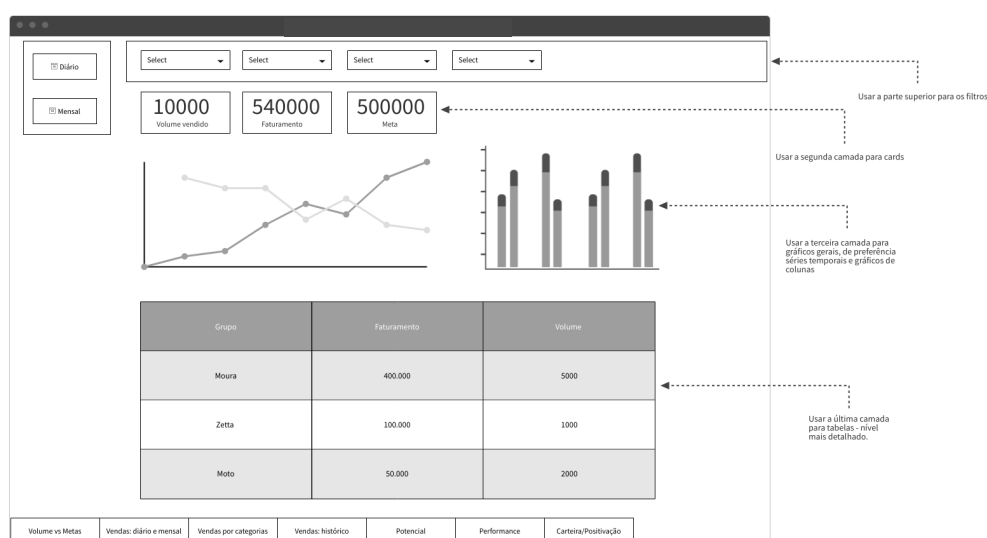 Diário
Mensal
Select
Select
Select
Select
Usar a parte superior para os filtros
10000
Volume vendido
540000
Faturamento
500000
Meta
Usar a segunda camada para cards
Usar a terceira camada para
gráficos gerais, de preferência
séries temporais e gráficos de
colunas
Grupo Faturamento Volume
Moura 400.000 5000
Zetta 100.000 1000
Moto 50.000 2000
Usar a última camada
para tabelas - nível
mais detalhado.
Volume vs Metas Vendas: diário e mensal Vendas por categorias Vendas: histórico Potencial Performance Carteira/Positivação